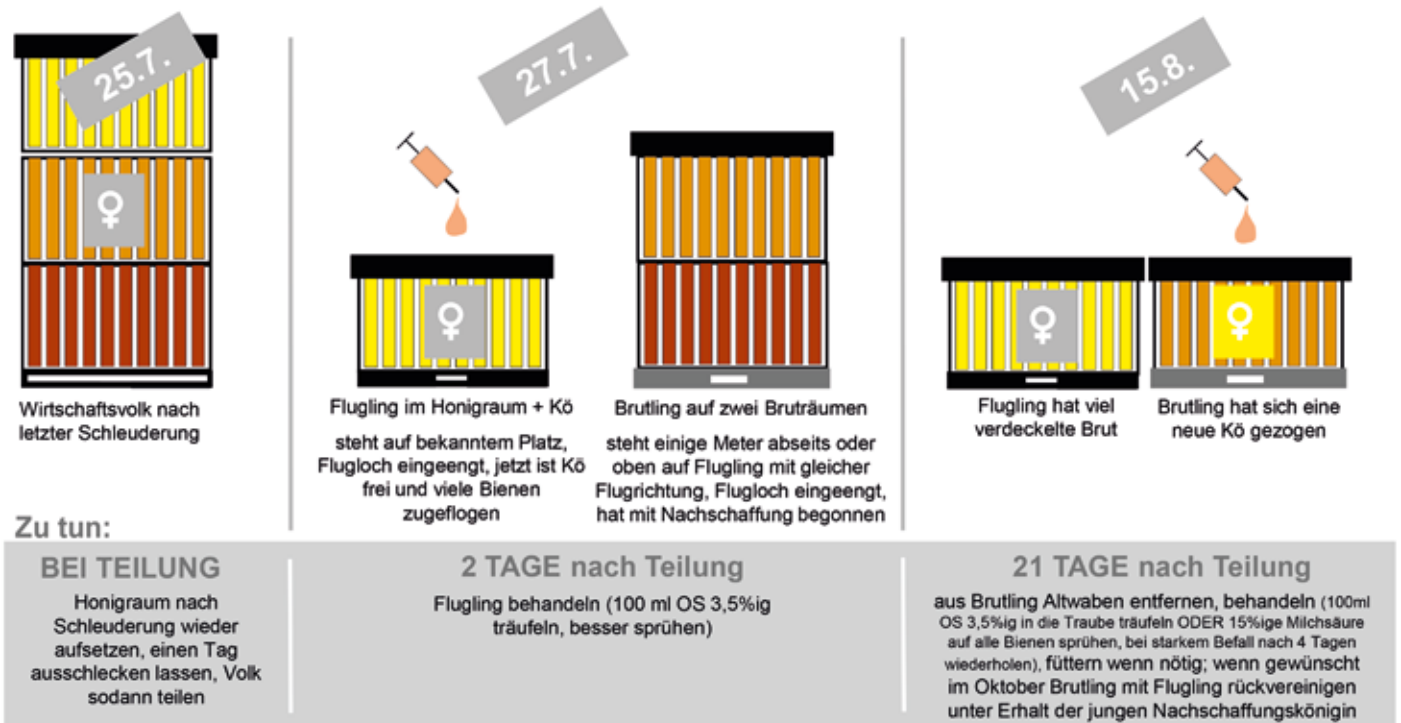 25.7.
Wirtschaftsvolk nach
letzter Schleuderung
27.7.
Flugling im Honigraum + Kö
steht auf bekanntem Platz,
Flugloch eingeengt, jetzt ist Kö
frei und viele Bienen
zugeflogen
Brutling auf zwei Bruträumen
steht einige Meter abseits oder
oben auf Flugling mit gleicher
Flugrichtung, Flugloch eingeengt,
hat mit Nachschaffung begonnen
15.8.
Flugling hat viel
verdeckelte Brut
Brutling hat sich eine
neue Kö gezogen
Zu tun:
BEI TEILUNG
Honigraum nach
Schleuderung wieder
aufsetzen, einen Tag
ausschlecken lassen, Volk
sodann teilen
2 TAGE nach Teilung
Flugling behandeln (100 ml OS 3,5%ig
träufeln, besser sprühen)
21 TAGE nach Teilung
aus Brutling Altwaben entfernen, behandeln (100ml
OS 3,5%ig in die Traube träufeln ODER 15%ige Milchsäure
auf alle Bienen sprühen, bei starkem Befall nach 4 Tagen
wiederholen), füttern wenn nötig; wenn gewünscht
im Oktober Brutling mit Flugling rückvereinigen
unter Erhalt der jungen Nachschaffungskönigin